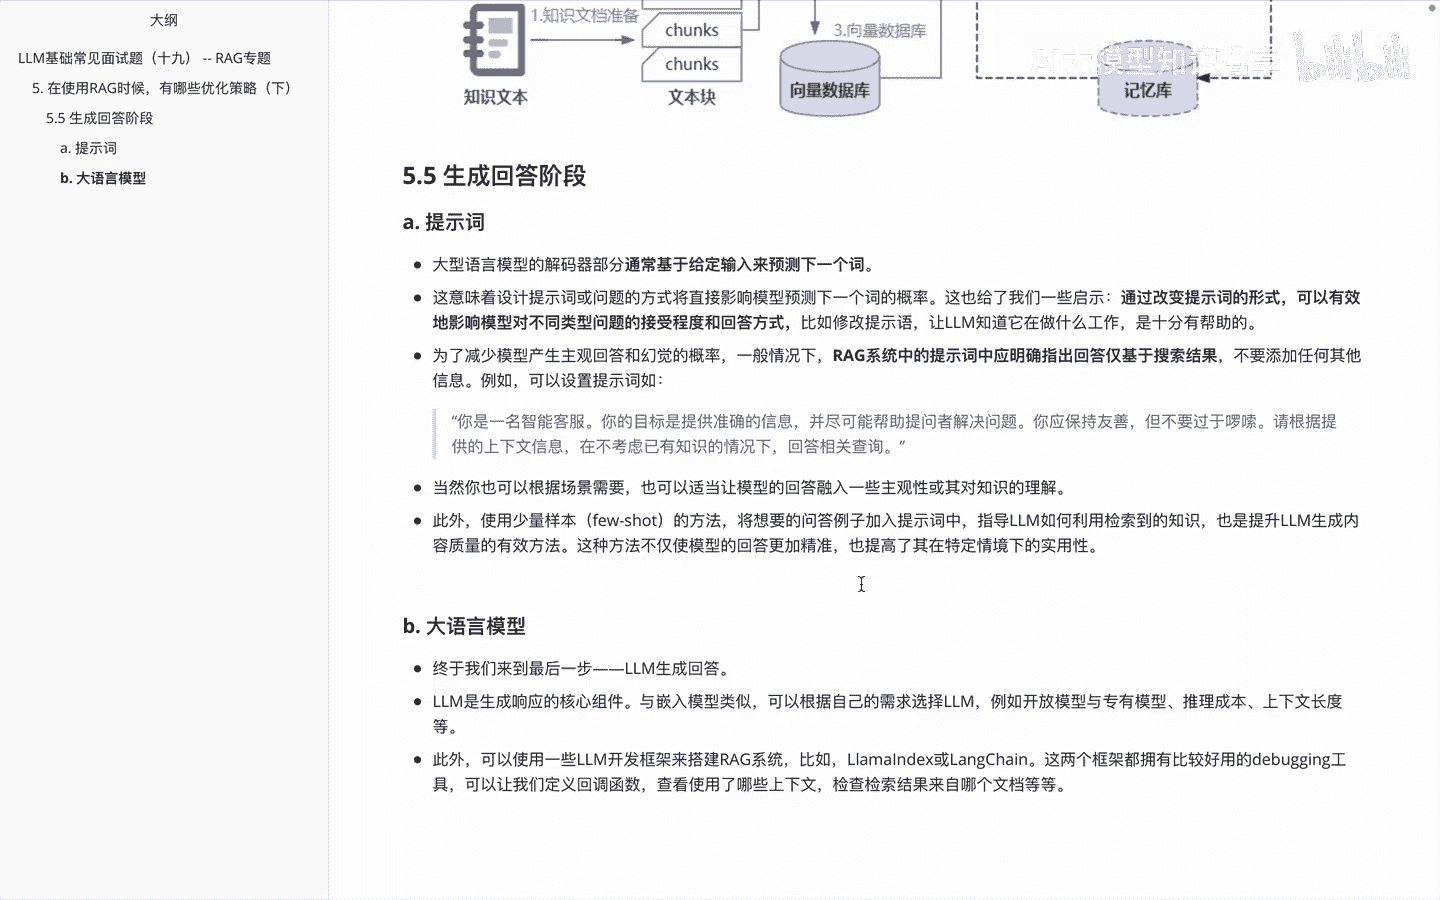 大纲
LLM基础常见面试题（十九） -- RAG专题
5. 在使用RAG时候，有哪些优化策略（下）
5.5 生成回答阶段
a. 提示词
b. 大语言模型
1.知识文档准备
chunks
chunks
3.向量数据库
向量数据库
记忆库
知识文本
文本块
bilibili
5.5 生成回答阶段
a. 提示词
大型语言模型的解码器部分通常基于给定输入来预测下一个词。
这意味着设计提示词或问题的方式将直接影响模型预测下一个词的概率。这也给了我们一些启示：通过改变提示词的形式，可以有效
地影响模型对不同类型问题的接受程度和回答方式，比如修改提示语，让LLM知道它在做什么工作，是十分有帮助的。
为了减少模型产生主观回答和幻觉的概率，一般情况下，RAG系统中的提示词中应明确指出回答仅基于搜索结果，不要添加任何其他
信息。例如，可以设置提示词如：
“你是一名智能客服。你的目标是提供准确的信息，并尽可能帮助提问者解决问题。你应保持友善，但不要过于啰嗦。请根据提
供的上下文信息，在不考虑已有知识的情况下，回答相关查询。”
当然你也可以根据场景需要，也可以适当让模型的回答融入一些主观性或其对知识的理解。
此外，使用少量样本（few-shot）的方法，将想要的问答例子加入提示词中，指导LLM如何利用检索到的知识，也是提升LLM生成内
容质量的有效方法。这种方法不仅使模型的回答更加精准，也提高了其在特定情境下的实用性。
b. 大语言模型
终于我们来到最后一步——LLM生成回答。
LLM是生成响应的核心组件。与嵌入模型类似，可以根据自己的需求选择LLM，例如开放模型与专有模型、推理成本、上下文长度
等。
此外，可以使用一些LLM开发框架来搭建RAG系统，比如，LlamaIndex或LangChain。这两个框架都拥有比较好用的debugging工
具，可以让我们定义回调函数，查看使用了哪些上下文，检查检索结果来自哪个文档等等。